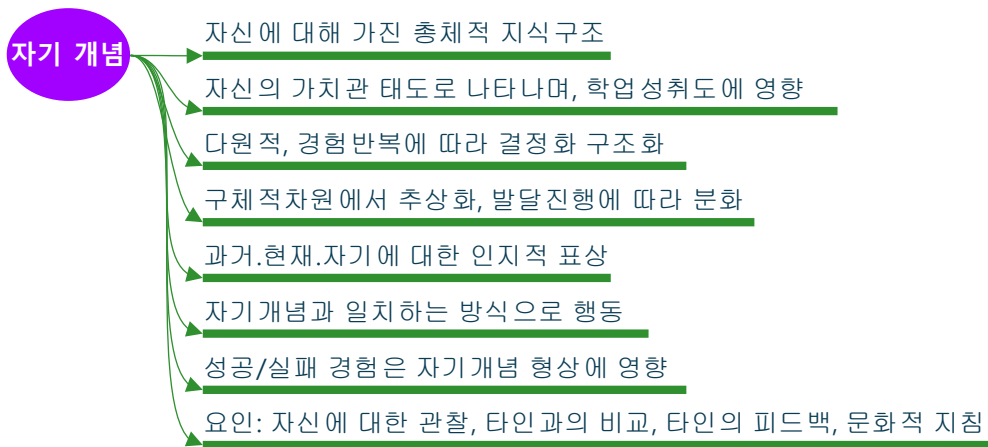 자기 개념
자신에 대해 가진 총체적 지식구조
자신의 가치관 태도로 나타나며, 학업성취도에 영향
다원적, 경험반복에 따라 결정화 구조화
구체적차원에서 추상화, 발달진행에 따라 분화
과거.현재.자기에 대한 인지적 표상
자기개념과 일치하는 방식으로 행동
성공/실패 경험은 자기개념 형상에 영향
요인: 자신에 대한 관찰, 타인과의 비교, 타인의 피드백, 문화적 지침